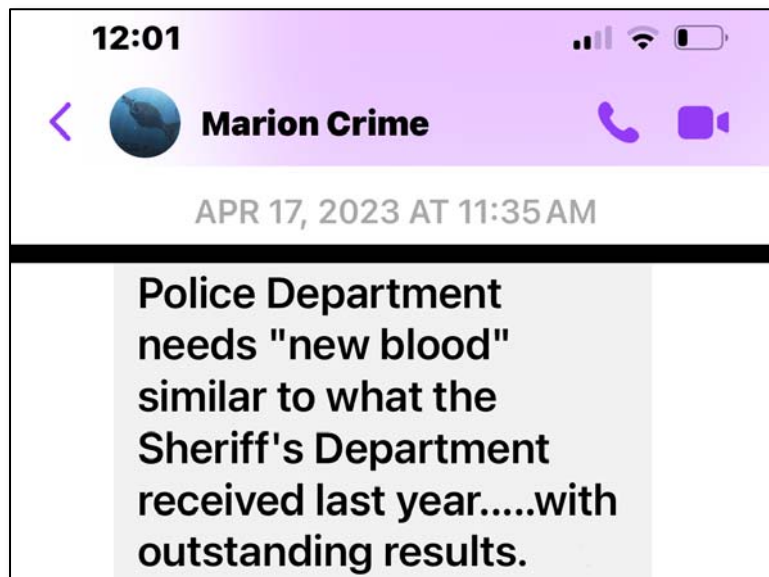 12:01
Marion Crime
APR 17, 2023 AT 11:35 AM
Police Department
needs "new blood"
similar to what the
Sheriff's Department
received last year.....with
outstanding results.